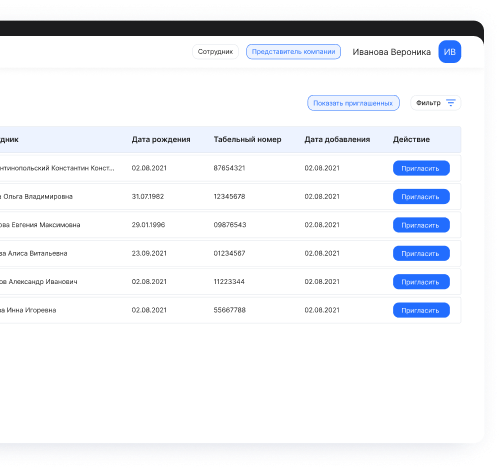 Сотрудник Представитель компании Иванова Вероника ИВ
Показать приглашенных Фильтр
удник Дата рождения Табельный номер Дата добавления Действие
нтинопольский Константин Конст... 02.08.2021 87654321 02.08.2021 Пригласить
а Ольга Владимировна 31.07.1982 12345678 02.08.2021 Пригласить
ова Евгения Максимовна 29.01.1996 09876543 02.08.2021 Пригласить
ва Алиса Витальевна 23.09.2021 01234567 02.08.2021 Пригласить
ов Александр Иванович 02.08.2021 11223344 02.08.2021 Пригласить
ва Инна Игоревна 02.08.2021 55667788 02.08.2021 Пригласить